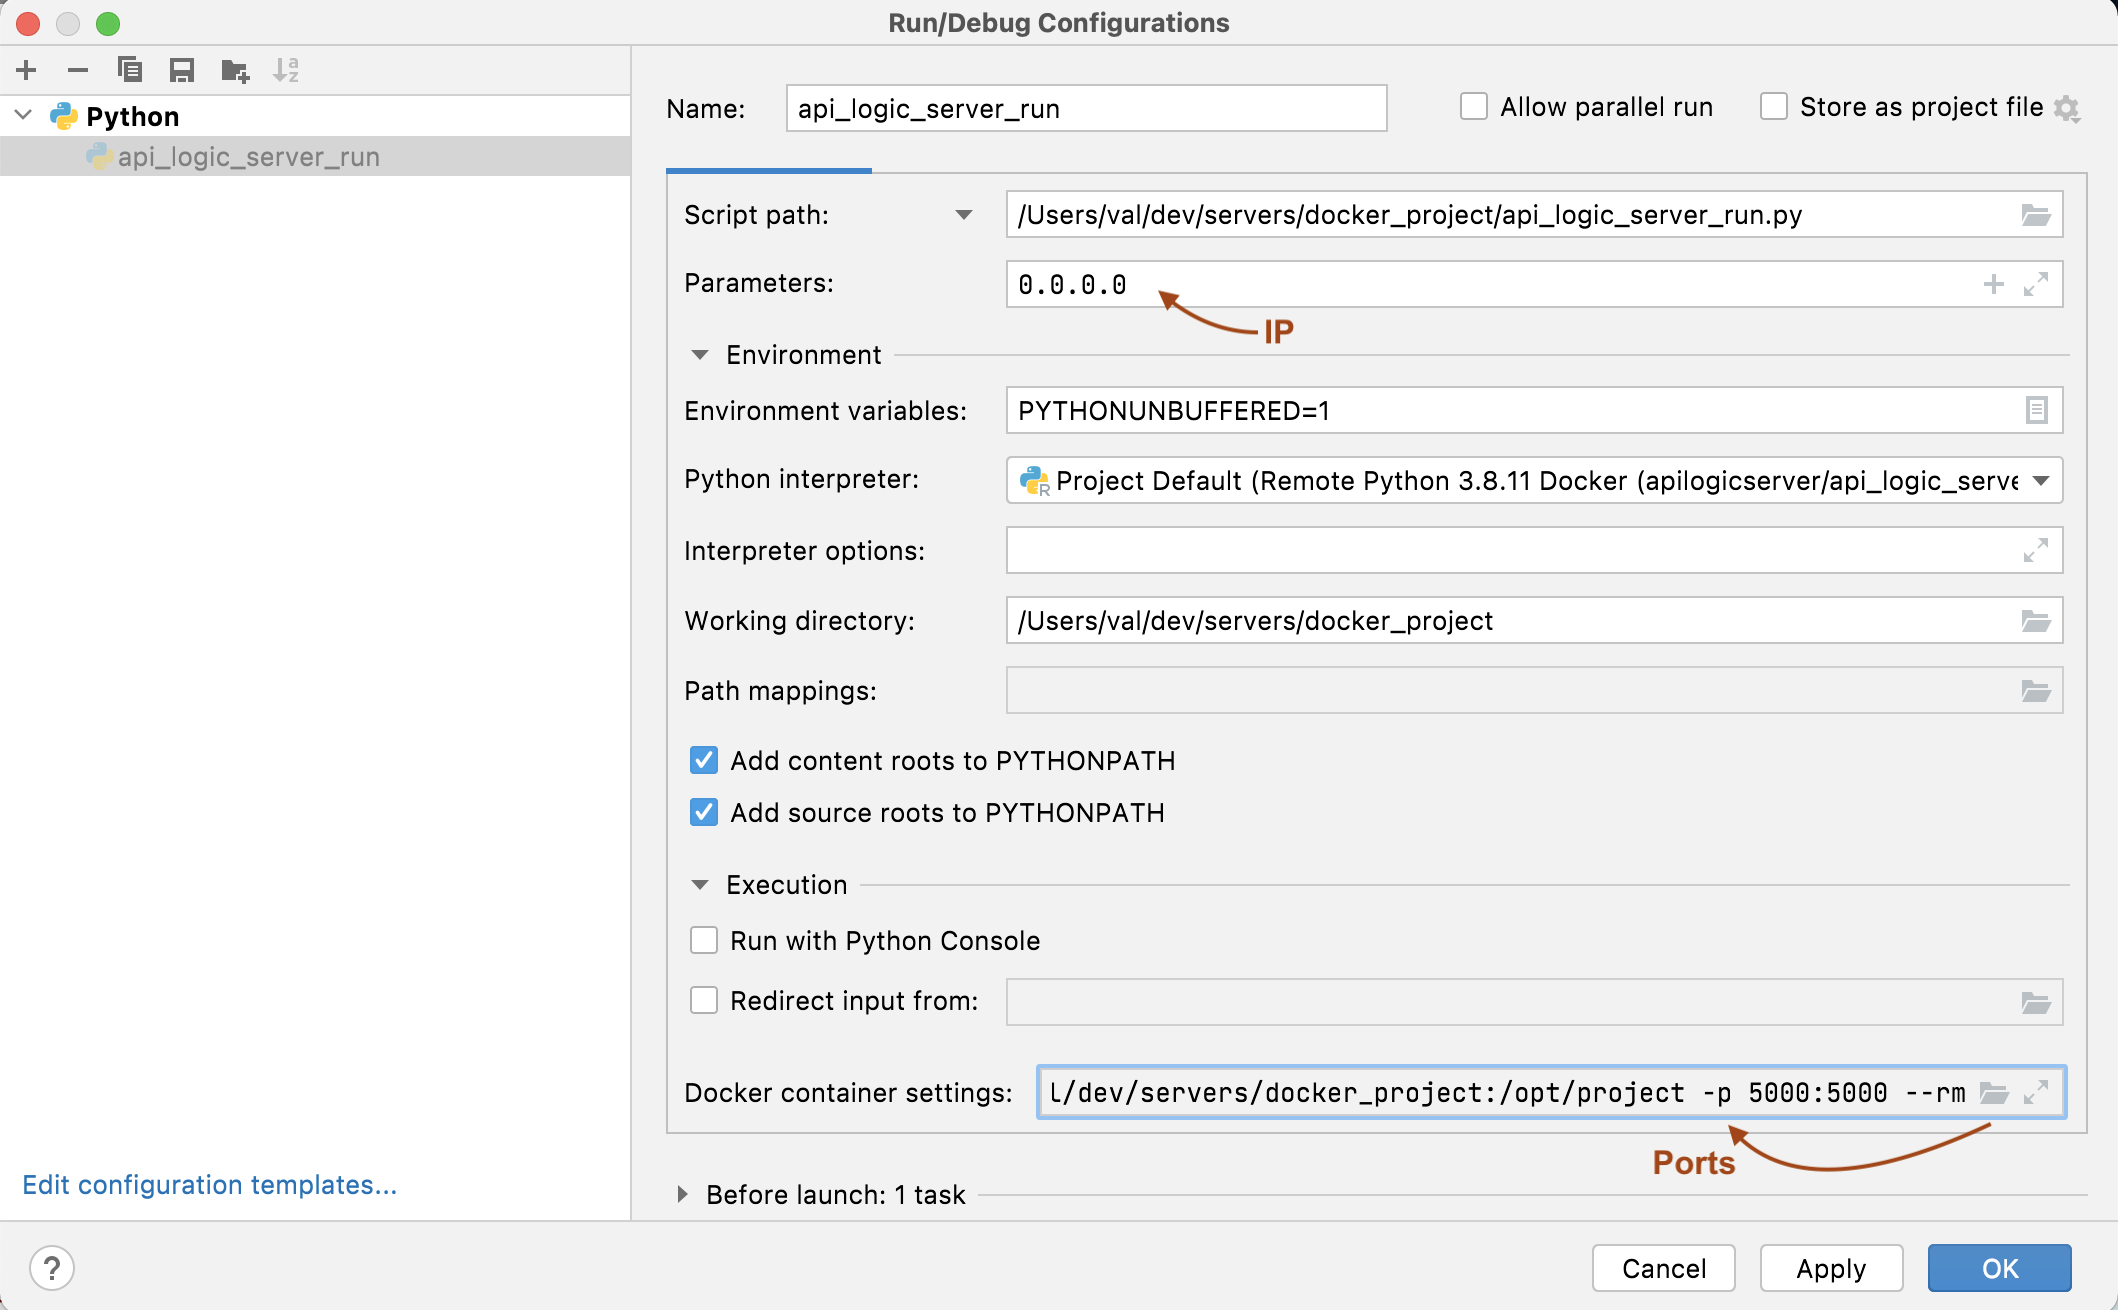 Run/Debug Configurations
Python
api_logic_server_run
Edit configuration templates...
Name: api_logic_server_run Allow parallel run Store as project file
Script path: /Users/val/dev/servers/docker_project/api_logic_server_run.py
Parameters: 0.0.0.0
IP
Environment
Environment variables: PYTHONUNBUFFERED=1
Python interpreter: R Project Default (Remote Python 3.8.11 Docker (apilogicserver/api_logic_serve
Interpreter options:
Working directory: /Users/val/dev/servers/docker_project
Path mappings:
Add content roots to PYTHONPATH
Add source roots to PYTHONPATH
Execution
Run with Python Console
Redirect input from:
Docker container settings: l/dev/servers/docker_project:/opt/project -p 5000:5000 --rm
Ports
Before launch: 1 task
? Cancel Apply OK